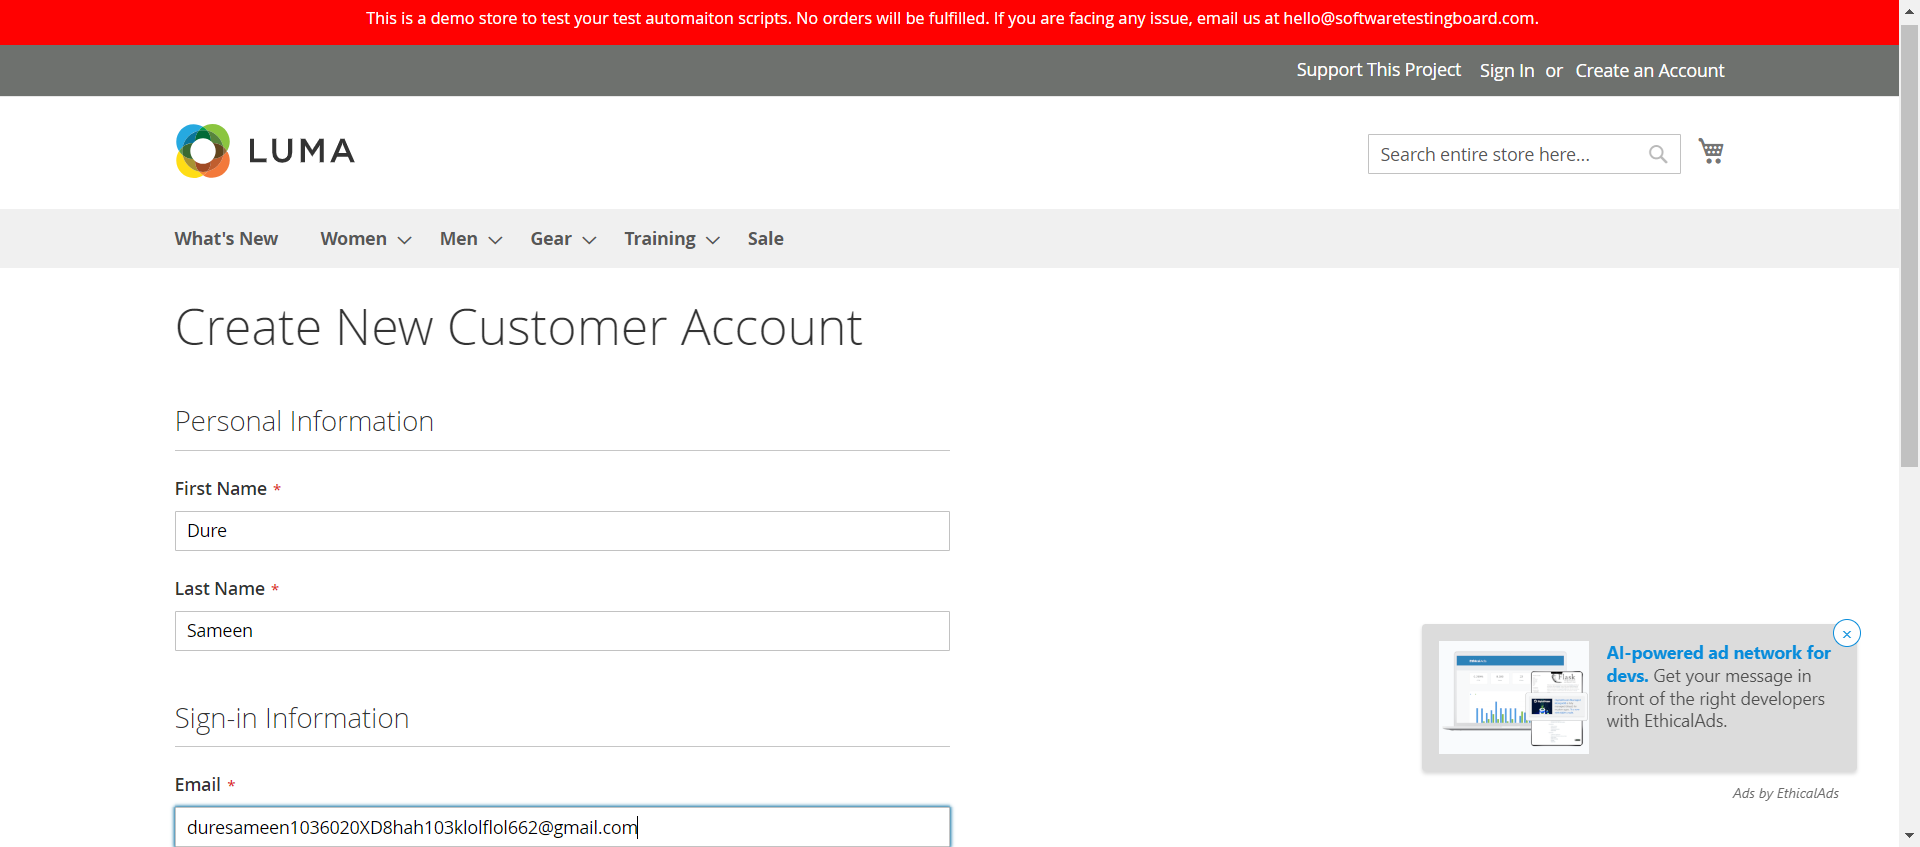 This is a demo store to test your test automaiton scripts. No orders will be fulfilled. If you are facing any issue, email us at hello@softwaretestingboard.com.
Support This Project Sign In or Create an Account
LUMA
Search entire store here...
What's New Women Men Gear Training Sale
Create New Customer Account
Personal Information
First Name *
Dure
Last Name *
Sameen
Sign-in Information
Email *
duresameen1036020XD8hah103klolflol662@gmail.com
AI-powered ad network for
devs. Get your message in
front of the right developers
with EthicalAds.
Ads by EthicalAds